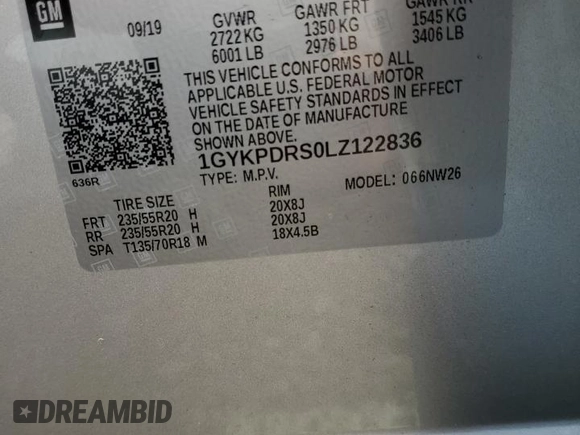 GM
09/19 GVWR GAWR FRT GAWR RR
2722 KG 1350 KG 1545 KG
6001 LB 2976 LB 3406 LB
THIS VEHICLE CONFORMS TO ALL
APPLICABLE U.S. FEDERAL MOTOR
VEHICLE SAFETY STANDARDS IN EFFECT
ON THE DATE OF MANUFACTURE
SHOWN ABOVE.
1GYKPDRS0LZ122836
636R
TYPE: M.P.V. MODEL: 066NW26
TIRE SIZE RIM
FRT 235/55R20 H 20X8J
RR 235/55R20 H 20X8J
SPA T135/70R18 M 18X4.5B
DREAMBID